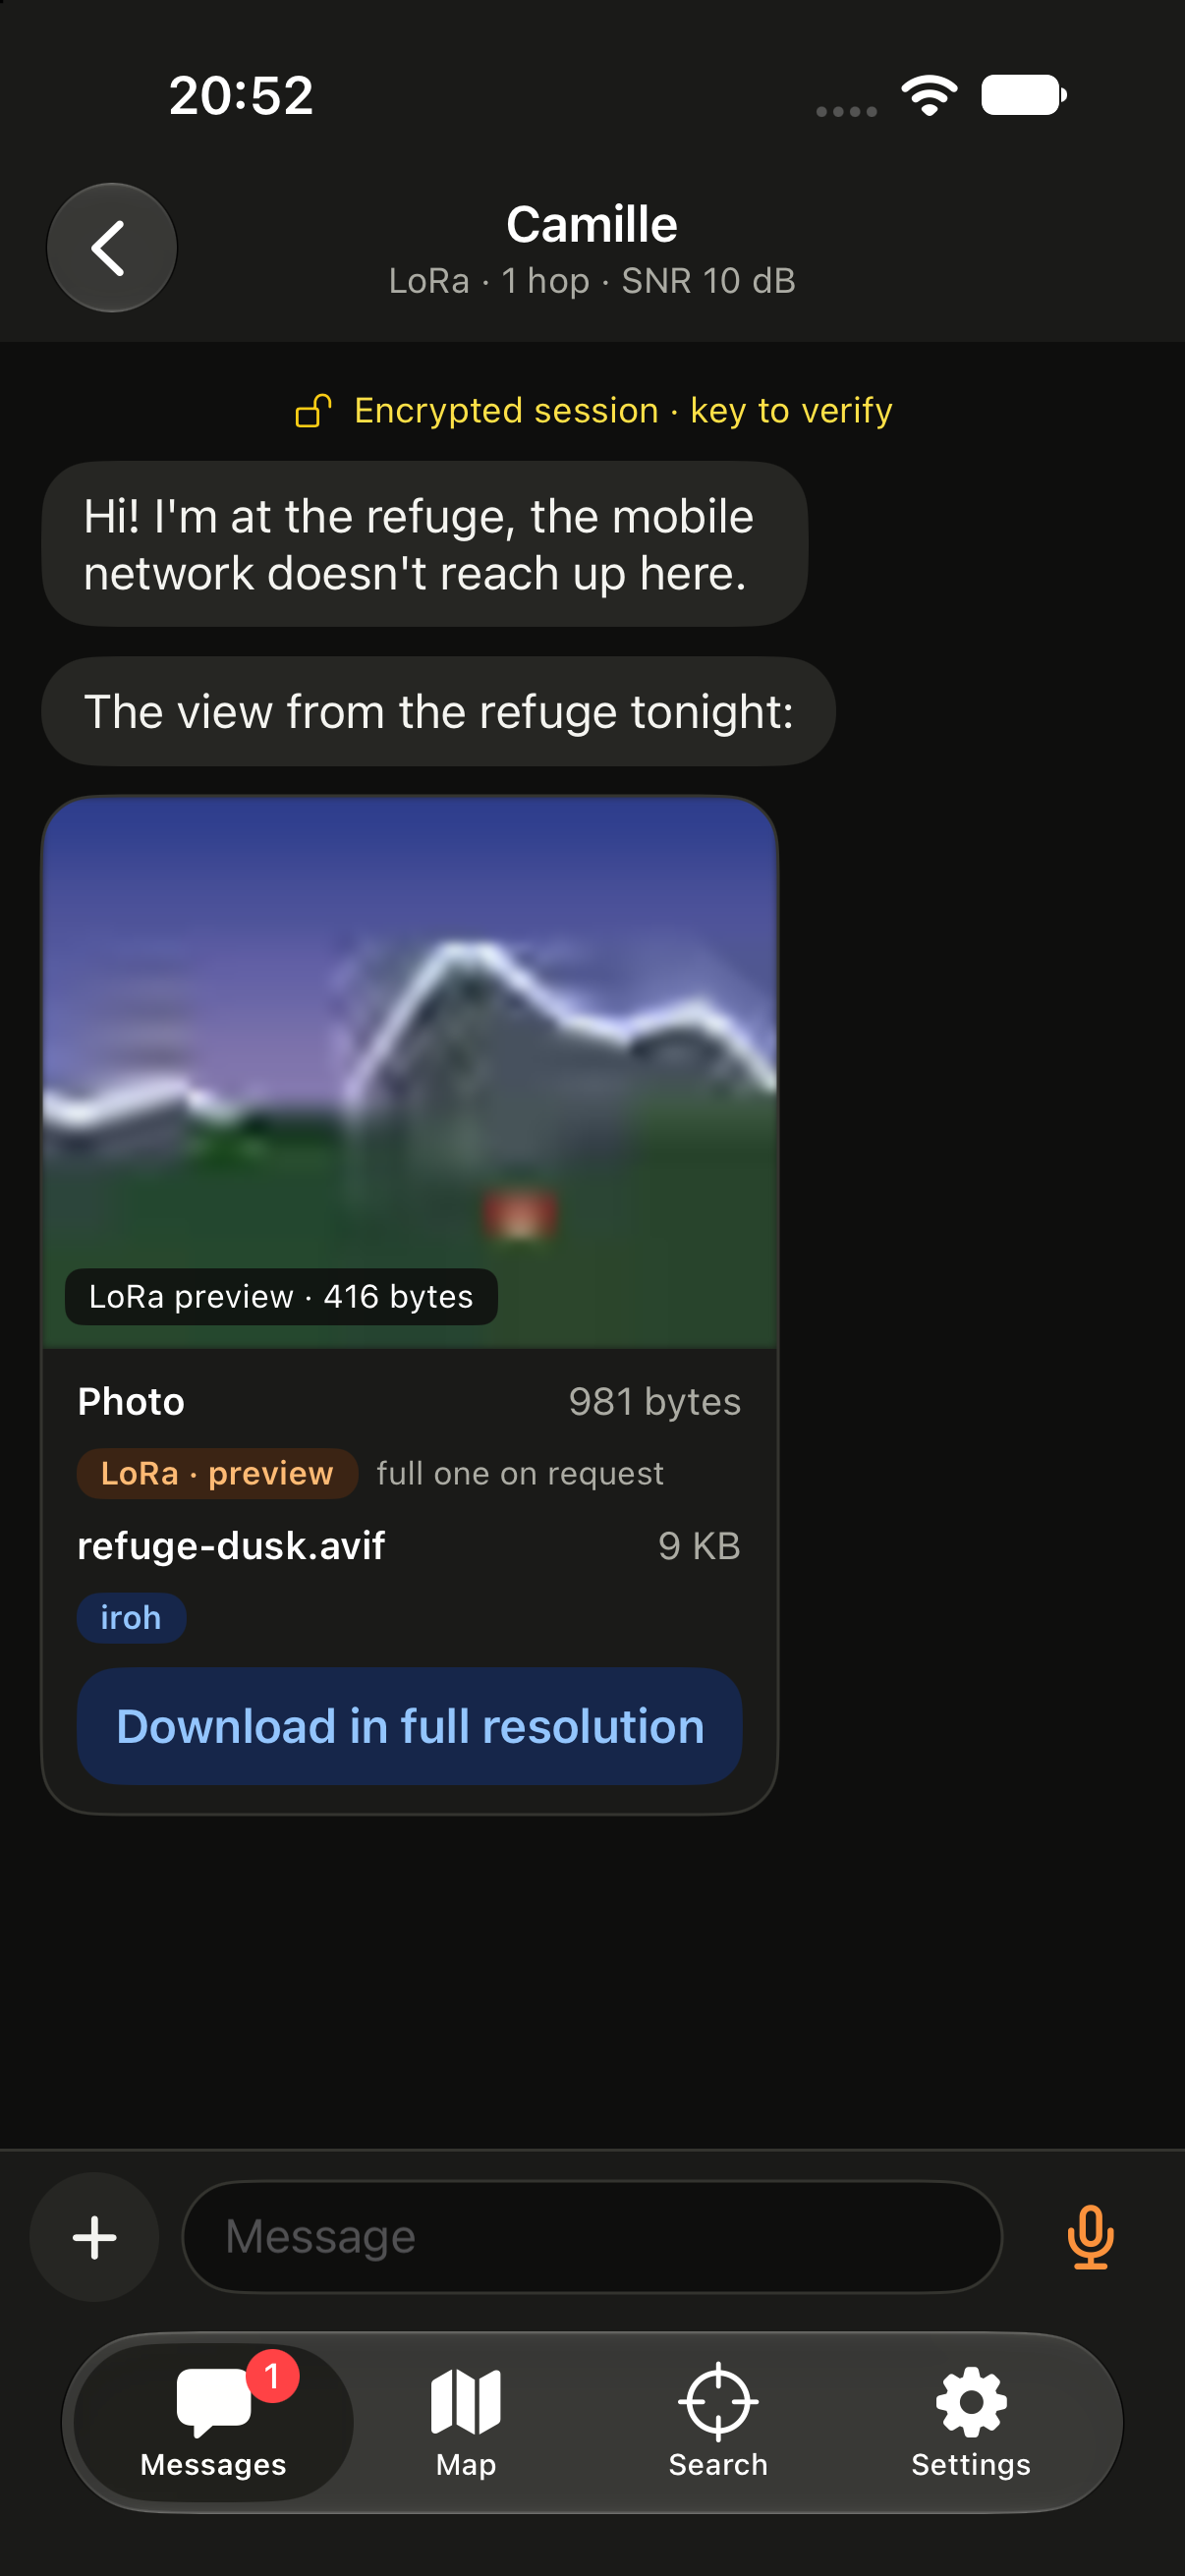 20:52
Camille
LoRa · 1 hop · SNR 10 dB
Encrypted session · key to verify
Hi! I'm at the refuge, the mobile
network doesn't reach up here.
The view from the refuge tonight:
LoRa preview · 416 bytes
Photo 981 bytes
LoRa · preview full one on request
refuge-dusk.avif 9 KB
iroh
Download in full resolution
Message
1
Messages Map Search Settings